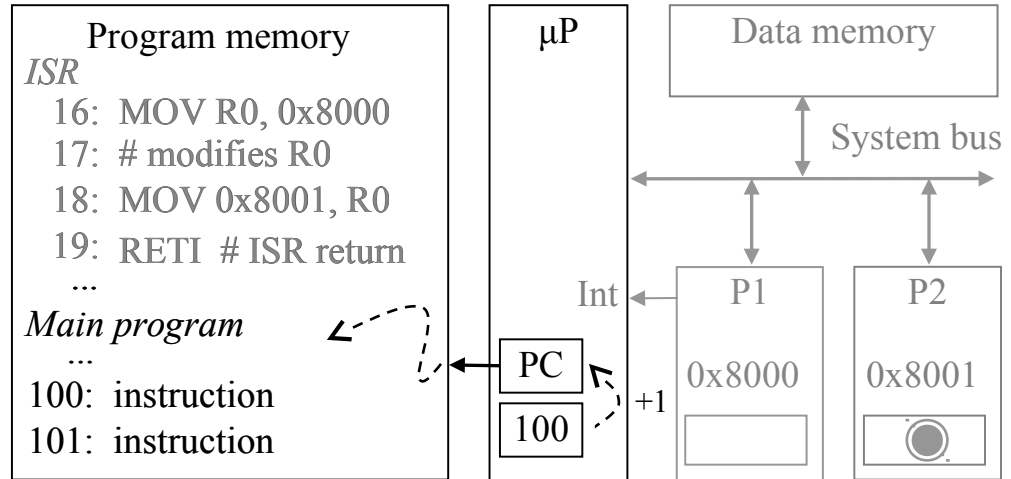 Program memory
ISR
16: MOV R0, 0x8000
17: # modifies R0
18: MOV 0x8001, R0
19: RETI # ISR return
...
Main program
...
100: instruction
101: instruction
μP
PC
100
+1
Int
Data memory
System bus
P1
0x8000
P2
0x8001